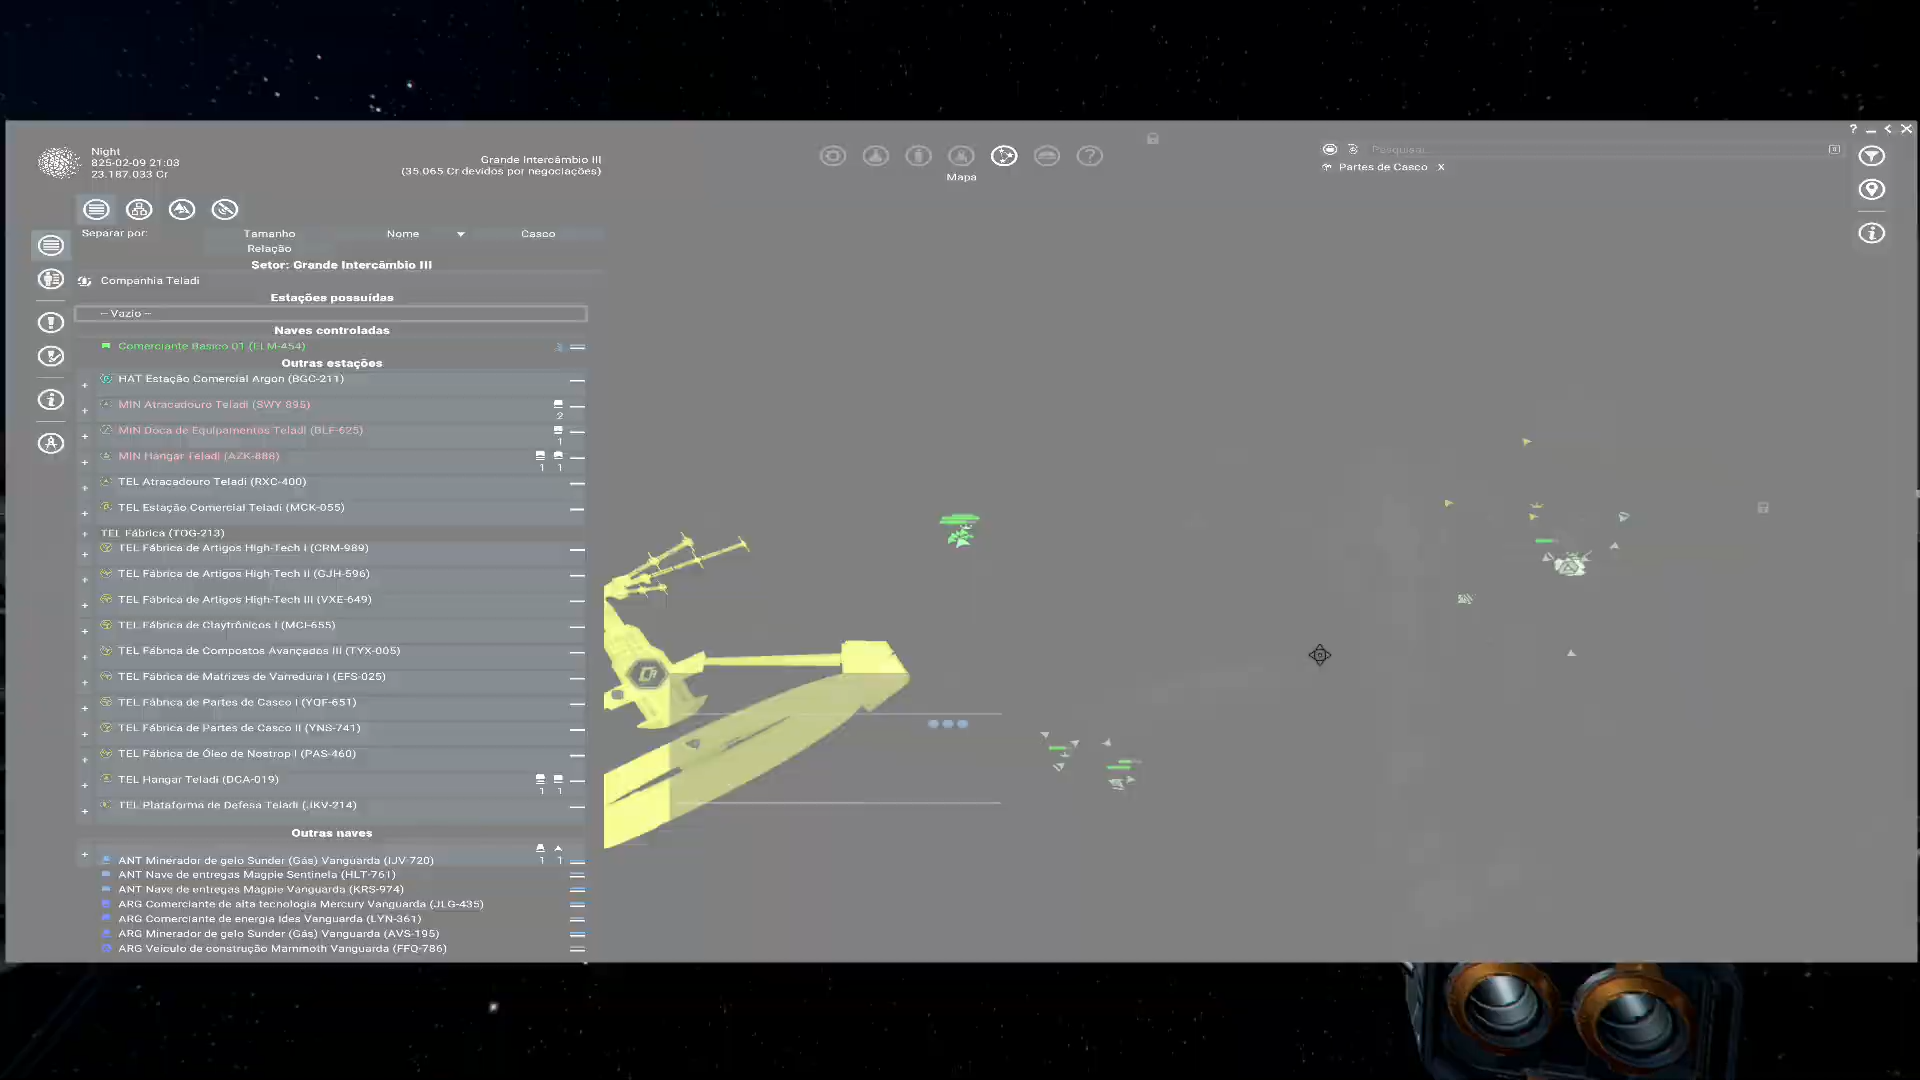 Night
825-02-09 21:03
23.187.033 Cr
Grande Intercâmbio III
(35.065 Cr devidos por negociações)
Mapa
Pesquisar...
Partes de Casco X
Separar por:
Tamanho
Nome
Casco
Relação
Setor: Grande Intercâmbio III
Companhia Teladi
Estações possuídas
-- Vazio --
Naves controladas
Comerciante Básico 01 (ELM-454)
Outras estações
HAT Estação Comercial Argon (BGC-211)
MIN Atracadouro Teladi (SWY-895)
2
MIN Doca de Equipamentos Teladi (BLF-625)
1
MIN Hangar Teladi (AZK-888)
1 1
TEL Atracadouro Teladi (RXC-400)
TEL Estação Comercial Teladi (MCK-055)
TEL Fábrica (TOG-213)
TEL Fábrica de Artigos High-Tech I (CRM-989)
TEL Fábrica de Artigos High-Tech II (GJH-596)
TEL Fábrica de Artigos High-Tech III (VXE-649)
TEL Fábrica de Claytrônicos I (MCI-655)
TEL Fábrica de Compostos Avançados III (TYX-005)
TEL Fábrica de Matrizes de Varredura I (EFS-025)
TEL Fábrica de Partes de Casco I (YQF-651)
TEL Fábrica de Partes de Casco II (YNS-741)
TEL Fábrica de Óleo de Nostrop I (PAS-460)
TEL Hangar Teladi (DCA-019)
1 1
TEL Plataforma de Defesa Teladi (JKV-214)
Outras naves
ANT Minerador de gelo Sunder (Gás) Vanguarda (IJV-720)
1 1
ANT Nave de entregas Magpie Sentinela (HLT-761)
ANT Nave de entregas Magpie Vanguarda (KRS-974)
ARG Comerciante de alta tecnologia Mercury Vanguarda (JLG-435)
ARG Comerciante de energia Ides Vanguarda (LYN-361)
ARG Minerador de gelo Sunder (Gás) Vanguarda (AVS-195)
ARG Veículo de construção Mammoth Vanguarda (FFQ-786)